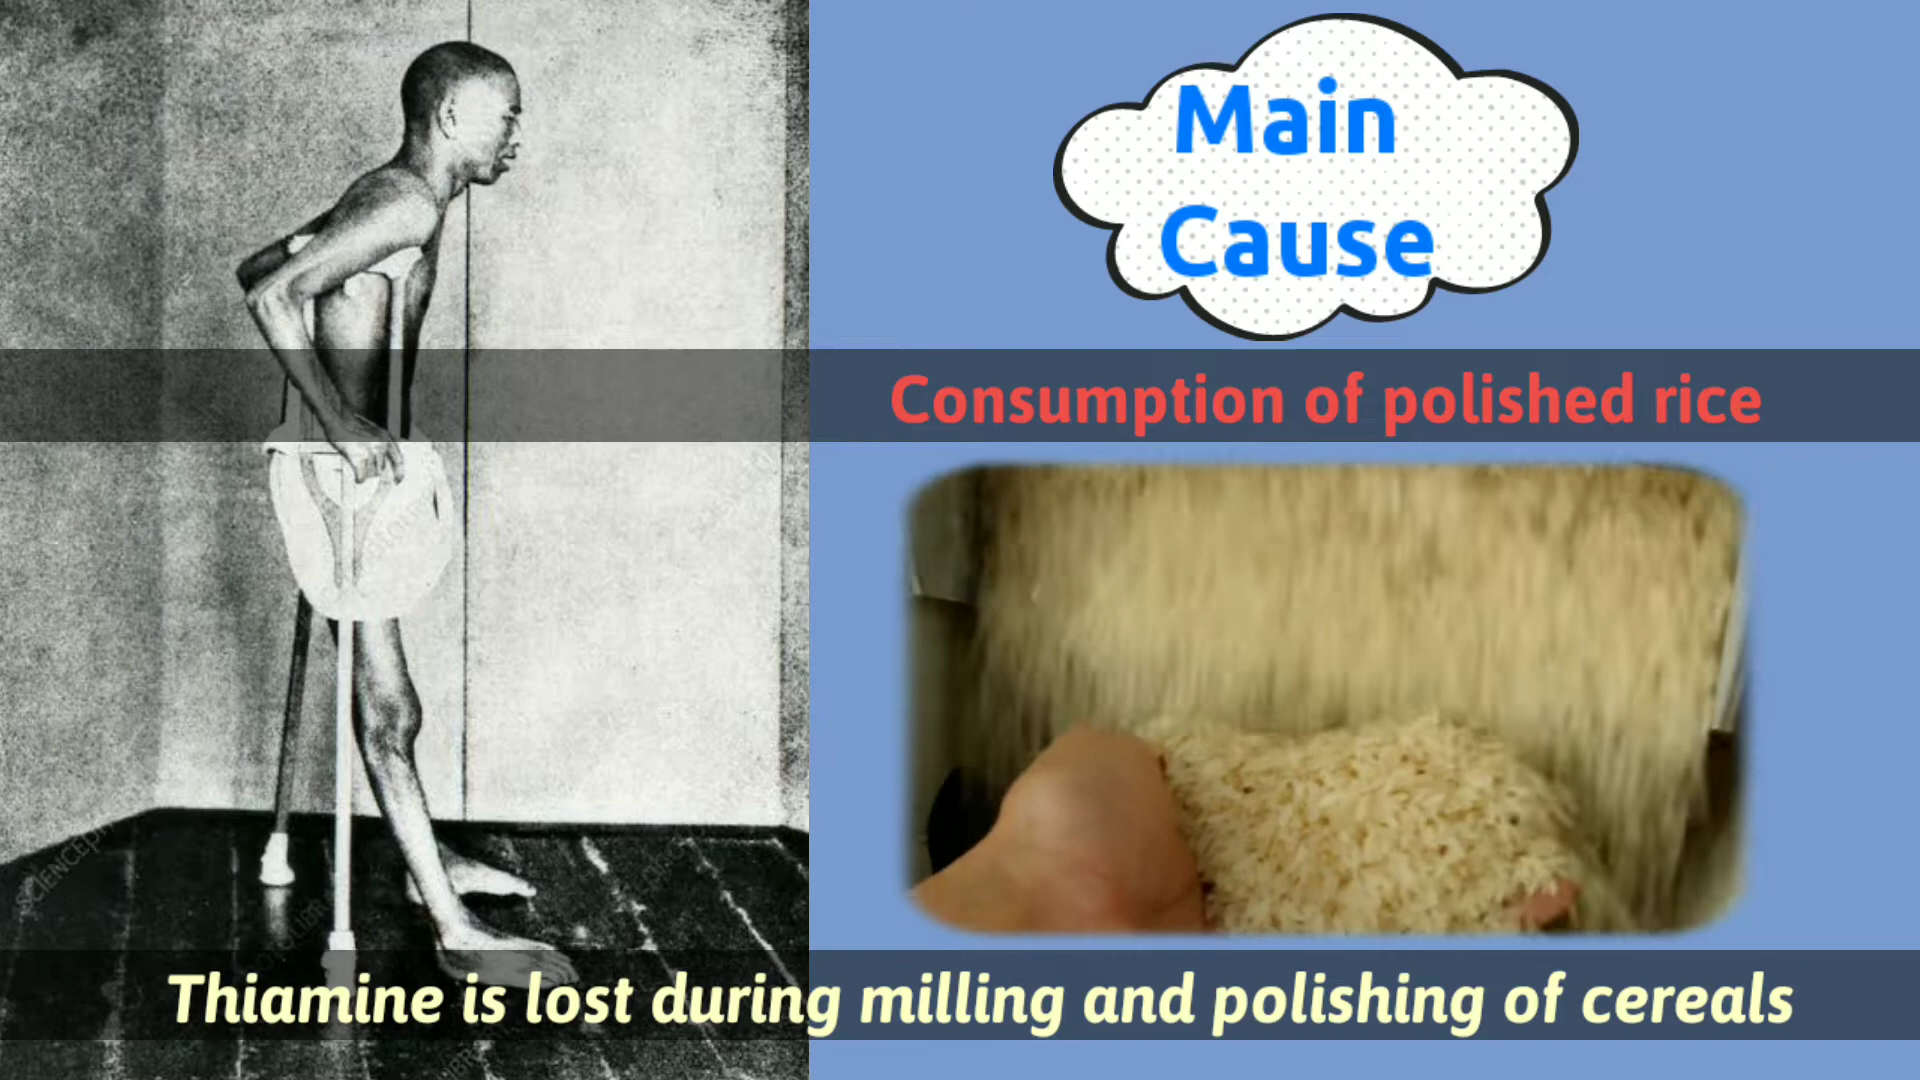 Main
Cause
Consumption of polished rice
Thiamine is lost during milling and polishing of cereals